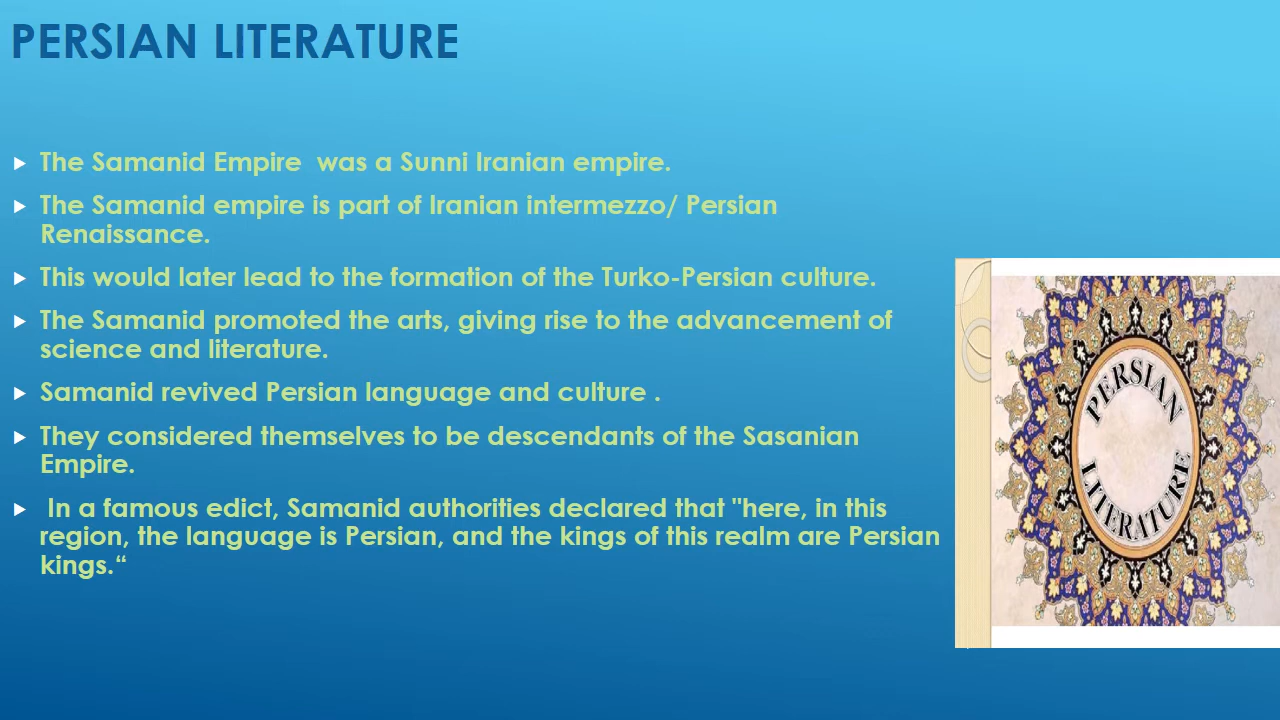 PERSIAN LITERATURE
The Samanid Empire  was a Sunni Iranian empire.
The Samanid empire is part of Iranian intermezzo/ Persian
Renaissance.
This would later lead to the formation of the Turko-Persian culture.
The Samanid promoted the arts, giving rise to the advancement of
science and literature.
Samanid revived Persian language and culture .
They considered themselves to be descendants of the Sasanian
Empire.
In a famous edict, Samanid authorities declared that "here, in this
region, the language is Persian, and the kings of this realm are Persian
kings.“
PERSIAN
LITERATURE